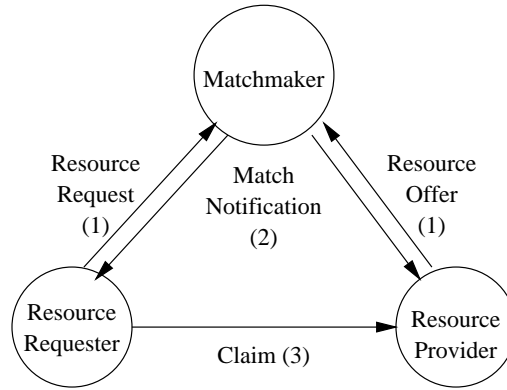 Matchmaker
Resource
Request
(1)
Match
Notification
(2)
Resource
Offer
(1)
Resource
Requester
Claim (3)
Resource
Provider